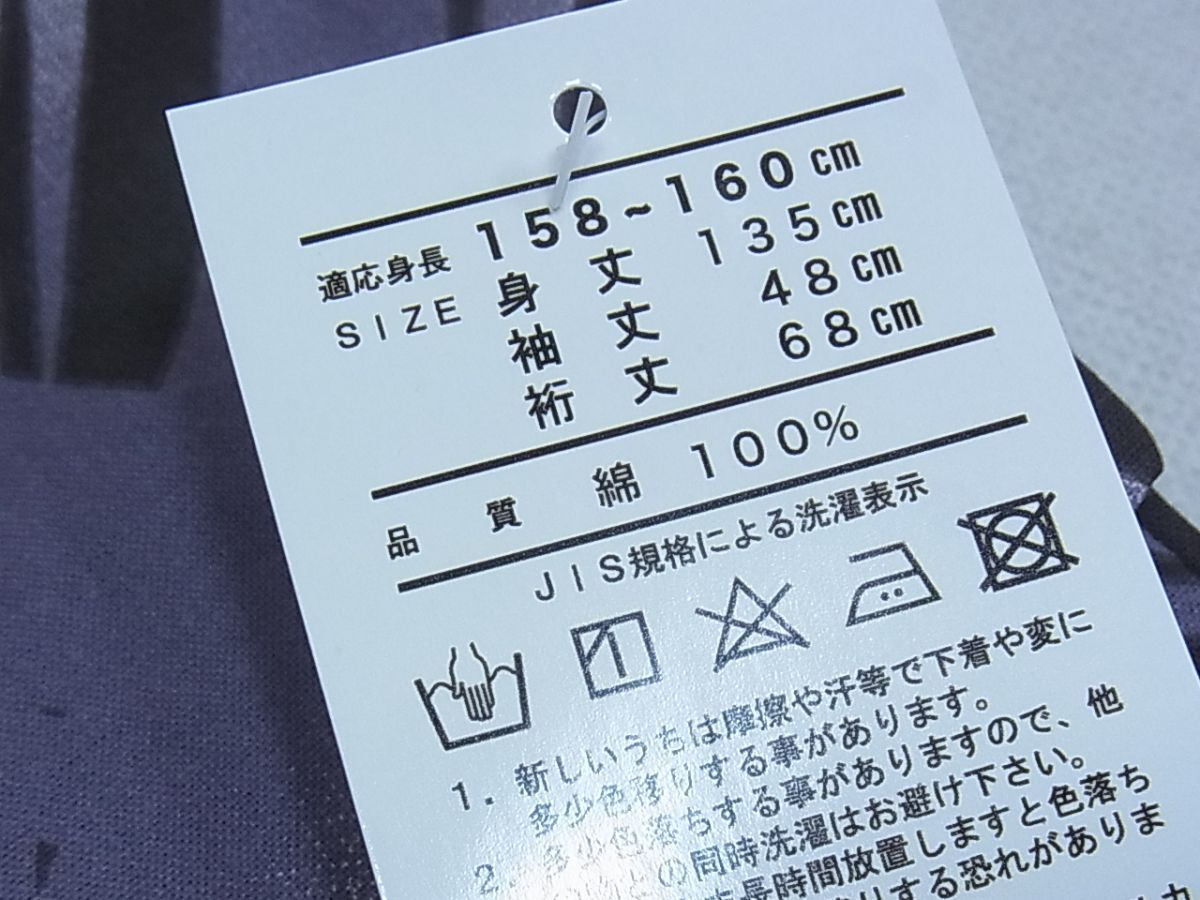 適応身長 158~160cm
SIZE 身丈 135cm
袖丈 48cm
裄丈 68cm
品質 綿 100%
JIS規格による洗濯表示
1. 新しいうちは摩擦や汗等で下着や変に
多少色移りする事があります。
2. 多少色落ちする事がありますので、他
の物との同時洗濯はお避け下さい。
長時間放置しますと色落ち
りする恐れがありま